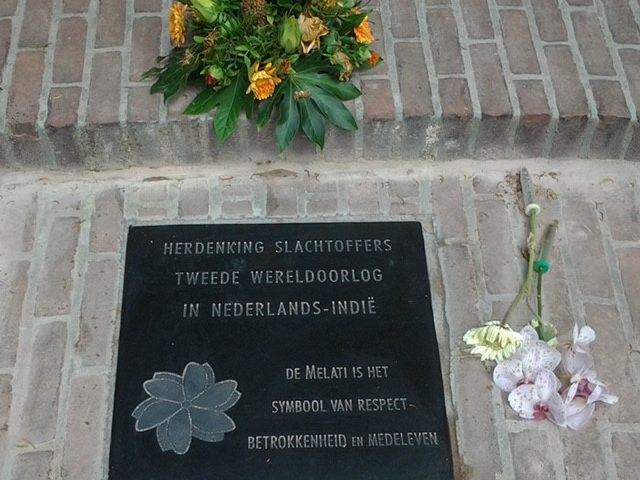 HERDENKING SLACHTOFFERS
TWEEDE WERELDOORLOG
IN NEDERLANDS-INDIË
DE MELATI IS HET
SYMBOOL VAN RESPECT
BETROKKENHEID EN MEDELEVEN